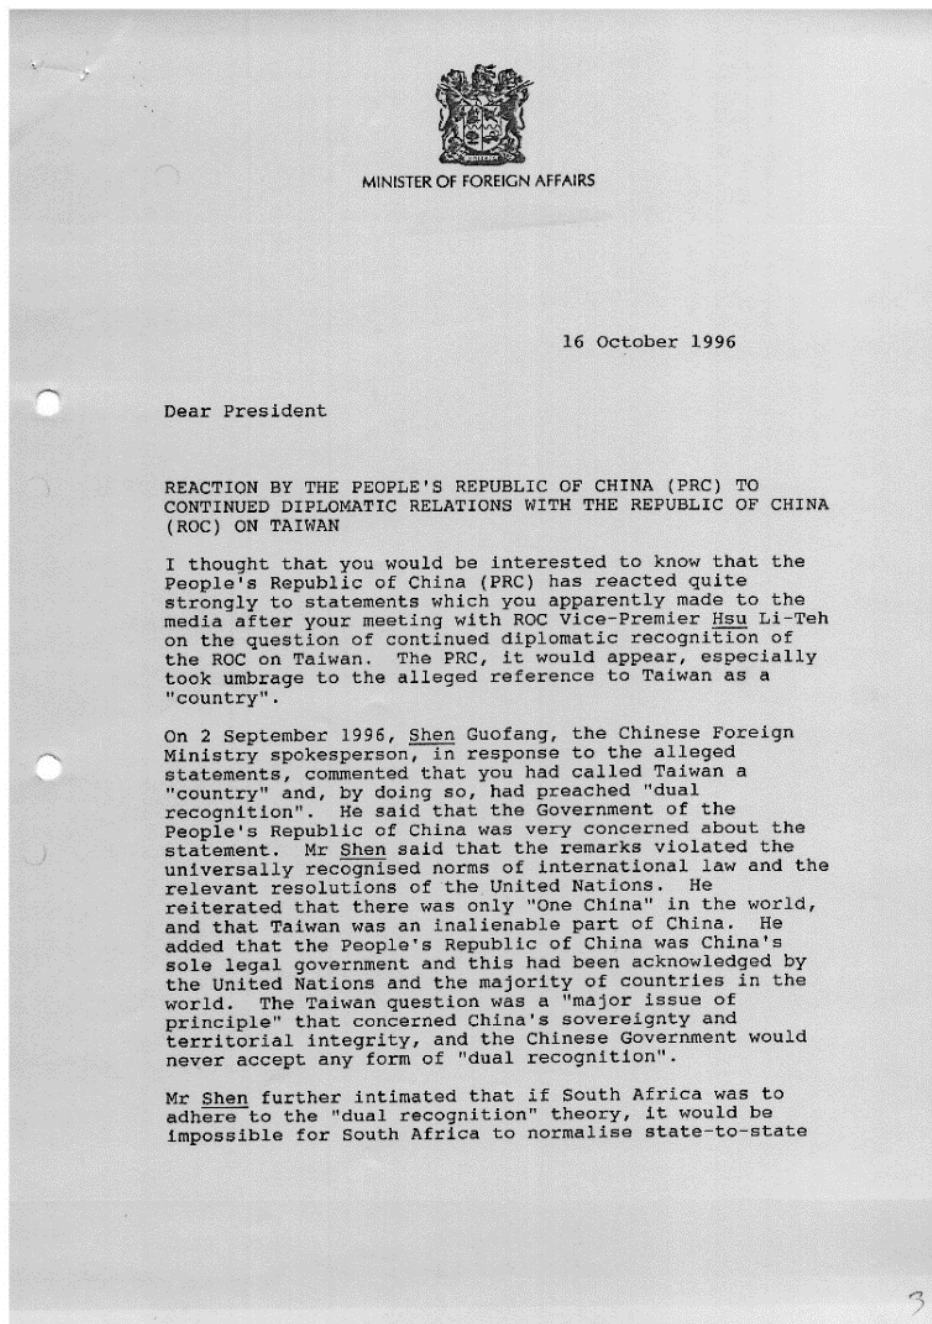 MINISTER OF FOREIGN AFFAIRS
16 October 1996
Dear President
REACTION BY THE PEOPLE'S REPUBLIC OF CHINA (PRC) TO
CONTINUED DIPLOMATIC RELATIONS WITH THE REPUBLIC OF CHINA
(ROC) ON TAIWAN
I thought that you would be interested to know that the
People's Republic of China (PRC) has reacted quite
strongly to statements which you apparently made to the
media after your meeting with ROC Vice-Premier Hsu Li-Teh
on the question of continued diplomatic recognition of
the ROC on Taiwan.  The PRC, it would appear, especially
took umbrage to the alleged reference to Taiwan as a
"country".
On 2 September 1996, Shen Guofang, the Chinese Foreign
Ministry spokesperson, in response to the alleged
statements, commented that you had called Taiwan a
"country" and, by doing so, had preached "dual
recognition".  He said that the Government of the
People's Republic of China was very concerned about the
statement.  Mr Shen said that the remarks violated the
universally recognised norms of international law and the
relevant resolutions of the United Nations.  He
reiterated that there was only "One China" in the world,
and that Taiwan was an inalienable part of China.  He
added that the People's Republic of China was China's
sole legal government and this had been acknowledged by
the United Nations and the majority of countries in the
world.  The Taiwan question was a "major issue of
principle" that concerned China's sovereignty and
territorial integrity, and the Chinese Government would
never accept any form of "dual recognition".
Mr Shen further intimated that if South Africa was to
adhere to the "dual recognition" theory, it would be
impossible for South Africa to normalise state-to-state
3